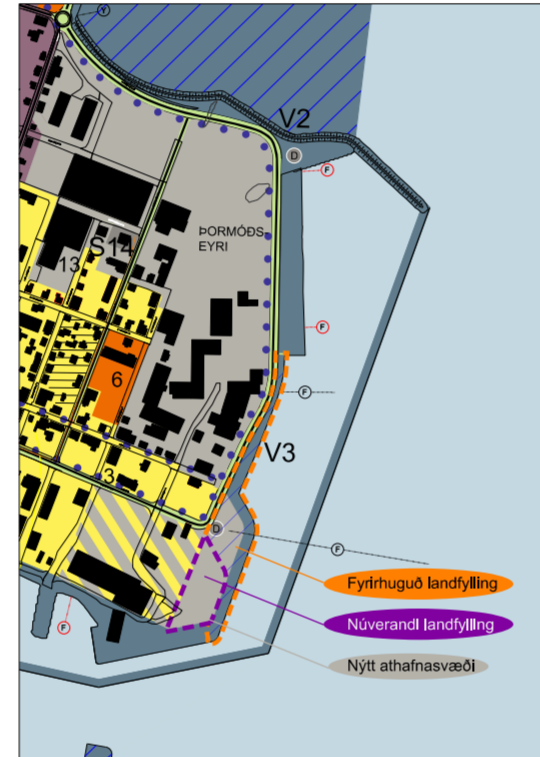 Y
V2
D
F
ÞORMÓÐS
EYRI
S14
13
F
6
F
V3
3
D
F
Fyrirhuguð landfylling
Núverandi landfylling
F
Nýtt athafnasvæði